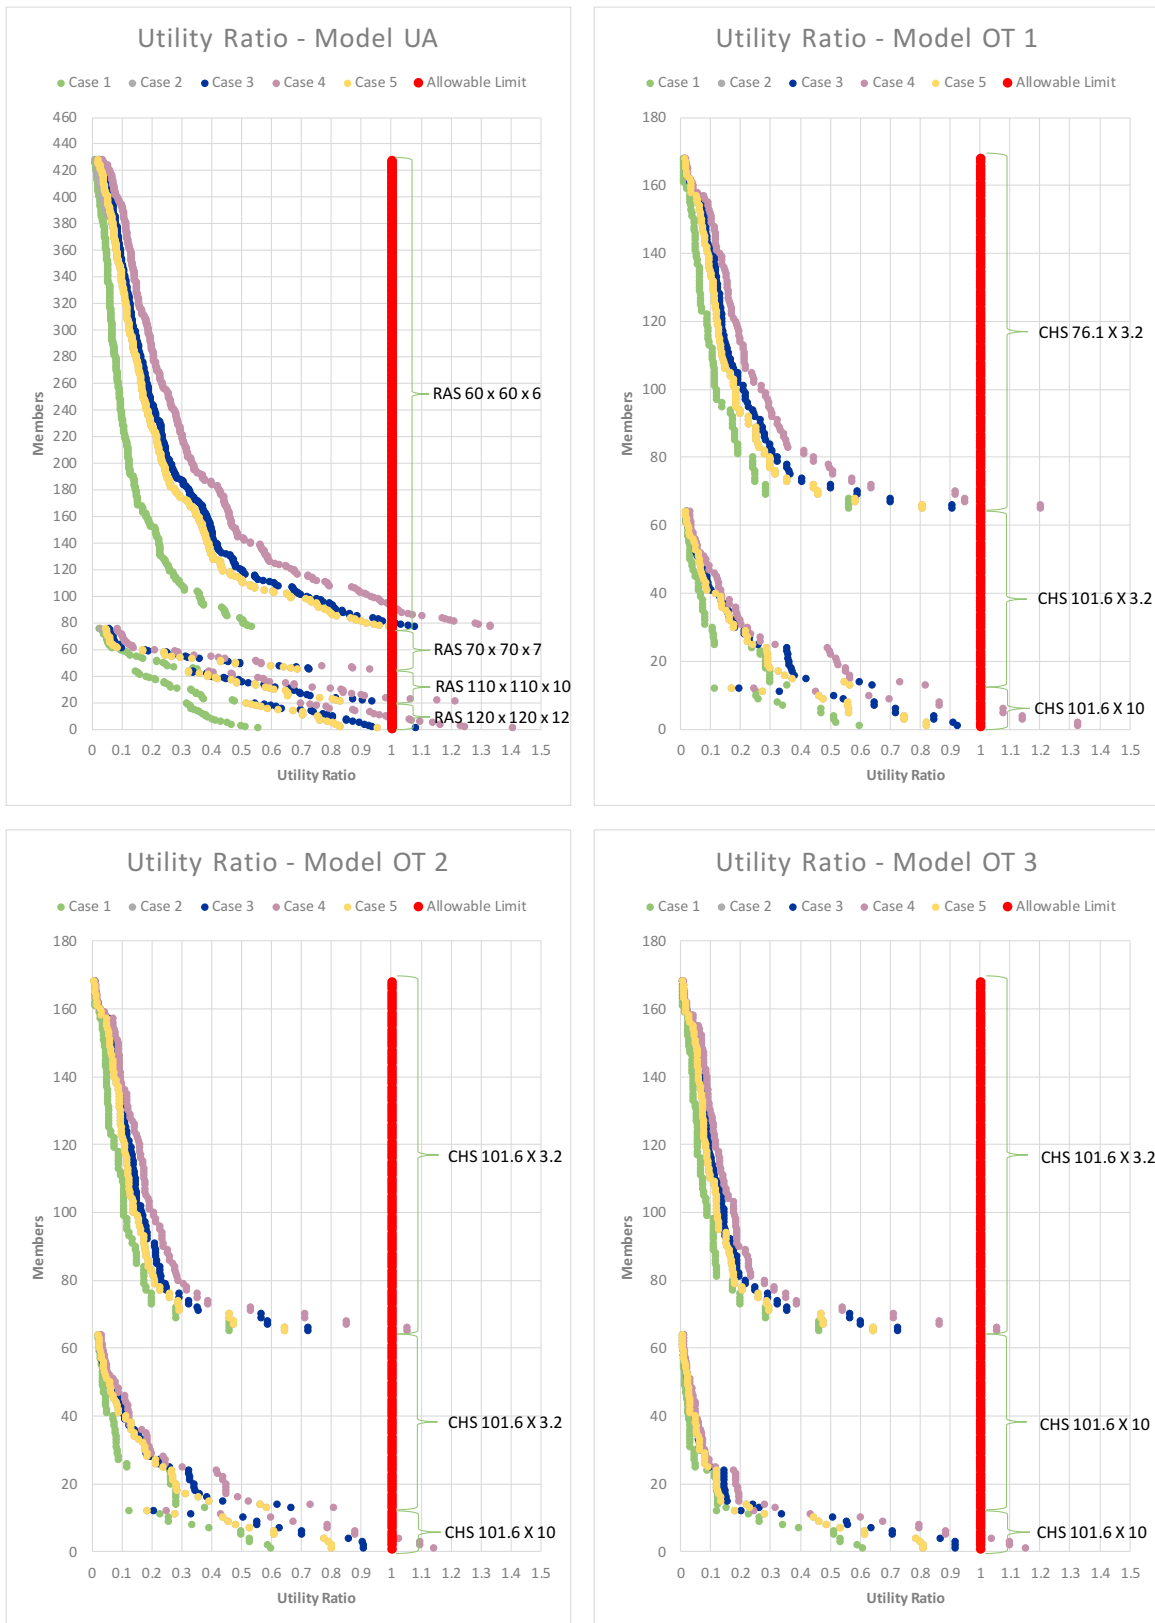 Utility Ratio - Model UA
Case 1 Case 2 Case 3 Case 4 Case 5 Allowable Limit
460
440
420
400
380
360
340
320
300
280
260
240
220
200
180
160
140
120
100
80
60
40
20
0
Members
RAS 60 x 60 x 6
RAS 70 x 70 x 7
RAS 110 x 110 x 10
RAS 120 x 120 x 12
0 0.1 0.2 0.3 0.4 0.5 0.6 0.7 0.8 0.9 1 1.1 1.2 1.3 1.4 1.5
Utility Ratio
Utility Ratio - Model OT 1
Case 1 Case 2 Case 3 Case 4 Case 5 Allowable Limit
180
160
140
120
100
80
60
40
20
0
Members
CHS 76.1 X 3.2
CHS 101.6 X 3.2
CHS 101.6 X 10
0 0.1 0.2 0.3 0.4 0.5 0.6 0.7 0.8 0.9 1 1.1 1.2 1.3 1.4 1.5
Utility Ratio
Utility Ratio - Model OT 2
Case 1 Case 2 Case 3 Case 4 Case 5 Allowable Limit
180
160
140
120
100
80
60
40
20
0
Members
CHS 101.6 X 3.2
CHS 101.6 X 3.2
CHS 101.6 X 10
0 0.1 0.2 0.3 0.4 0.5 0.6 0.7 0.8 0.9 1 1.1 1.2 1.3 1.4 1.5
Utility Ratio
Utility Ratio - Model OT 3
Case 1 Case 2 Case 3 Case 4 Case 5 Allowable Limit
180
160
140
120
100
80
60
40
20
0
Members
CHS 101.6 X 3.2
CHS 101.6 X 10
CHS 101.6 X 10
0 0.1 0.2 0.3 0.4 0.5 0.6 0.7 0.8 0.9 1 1.1 1.2 1.3 1.4 1.5
Utility Ratio